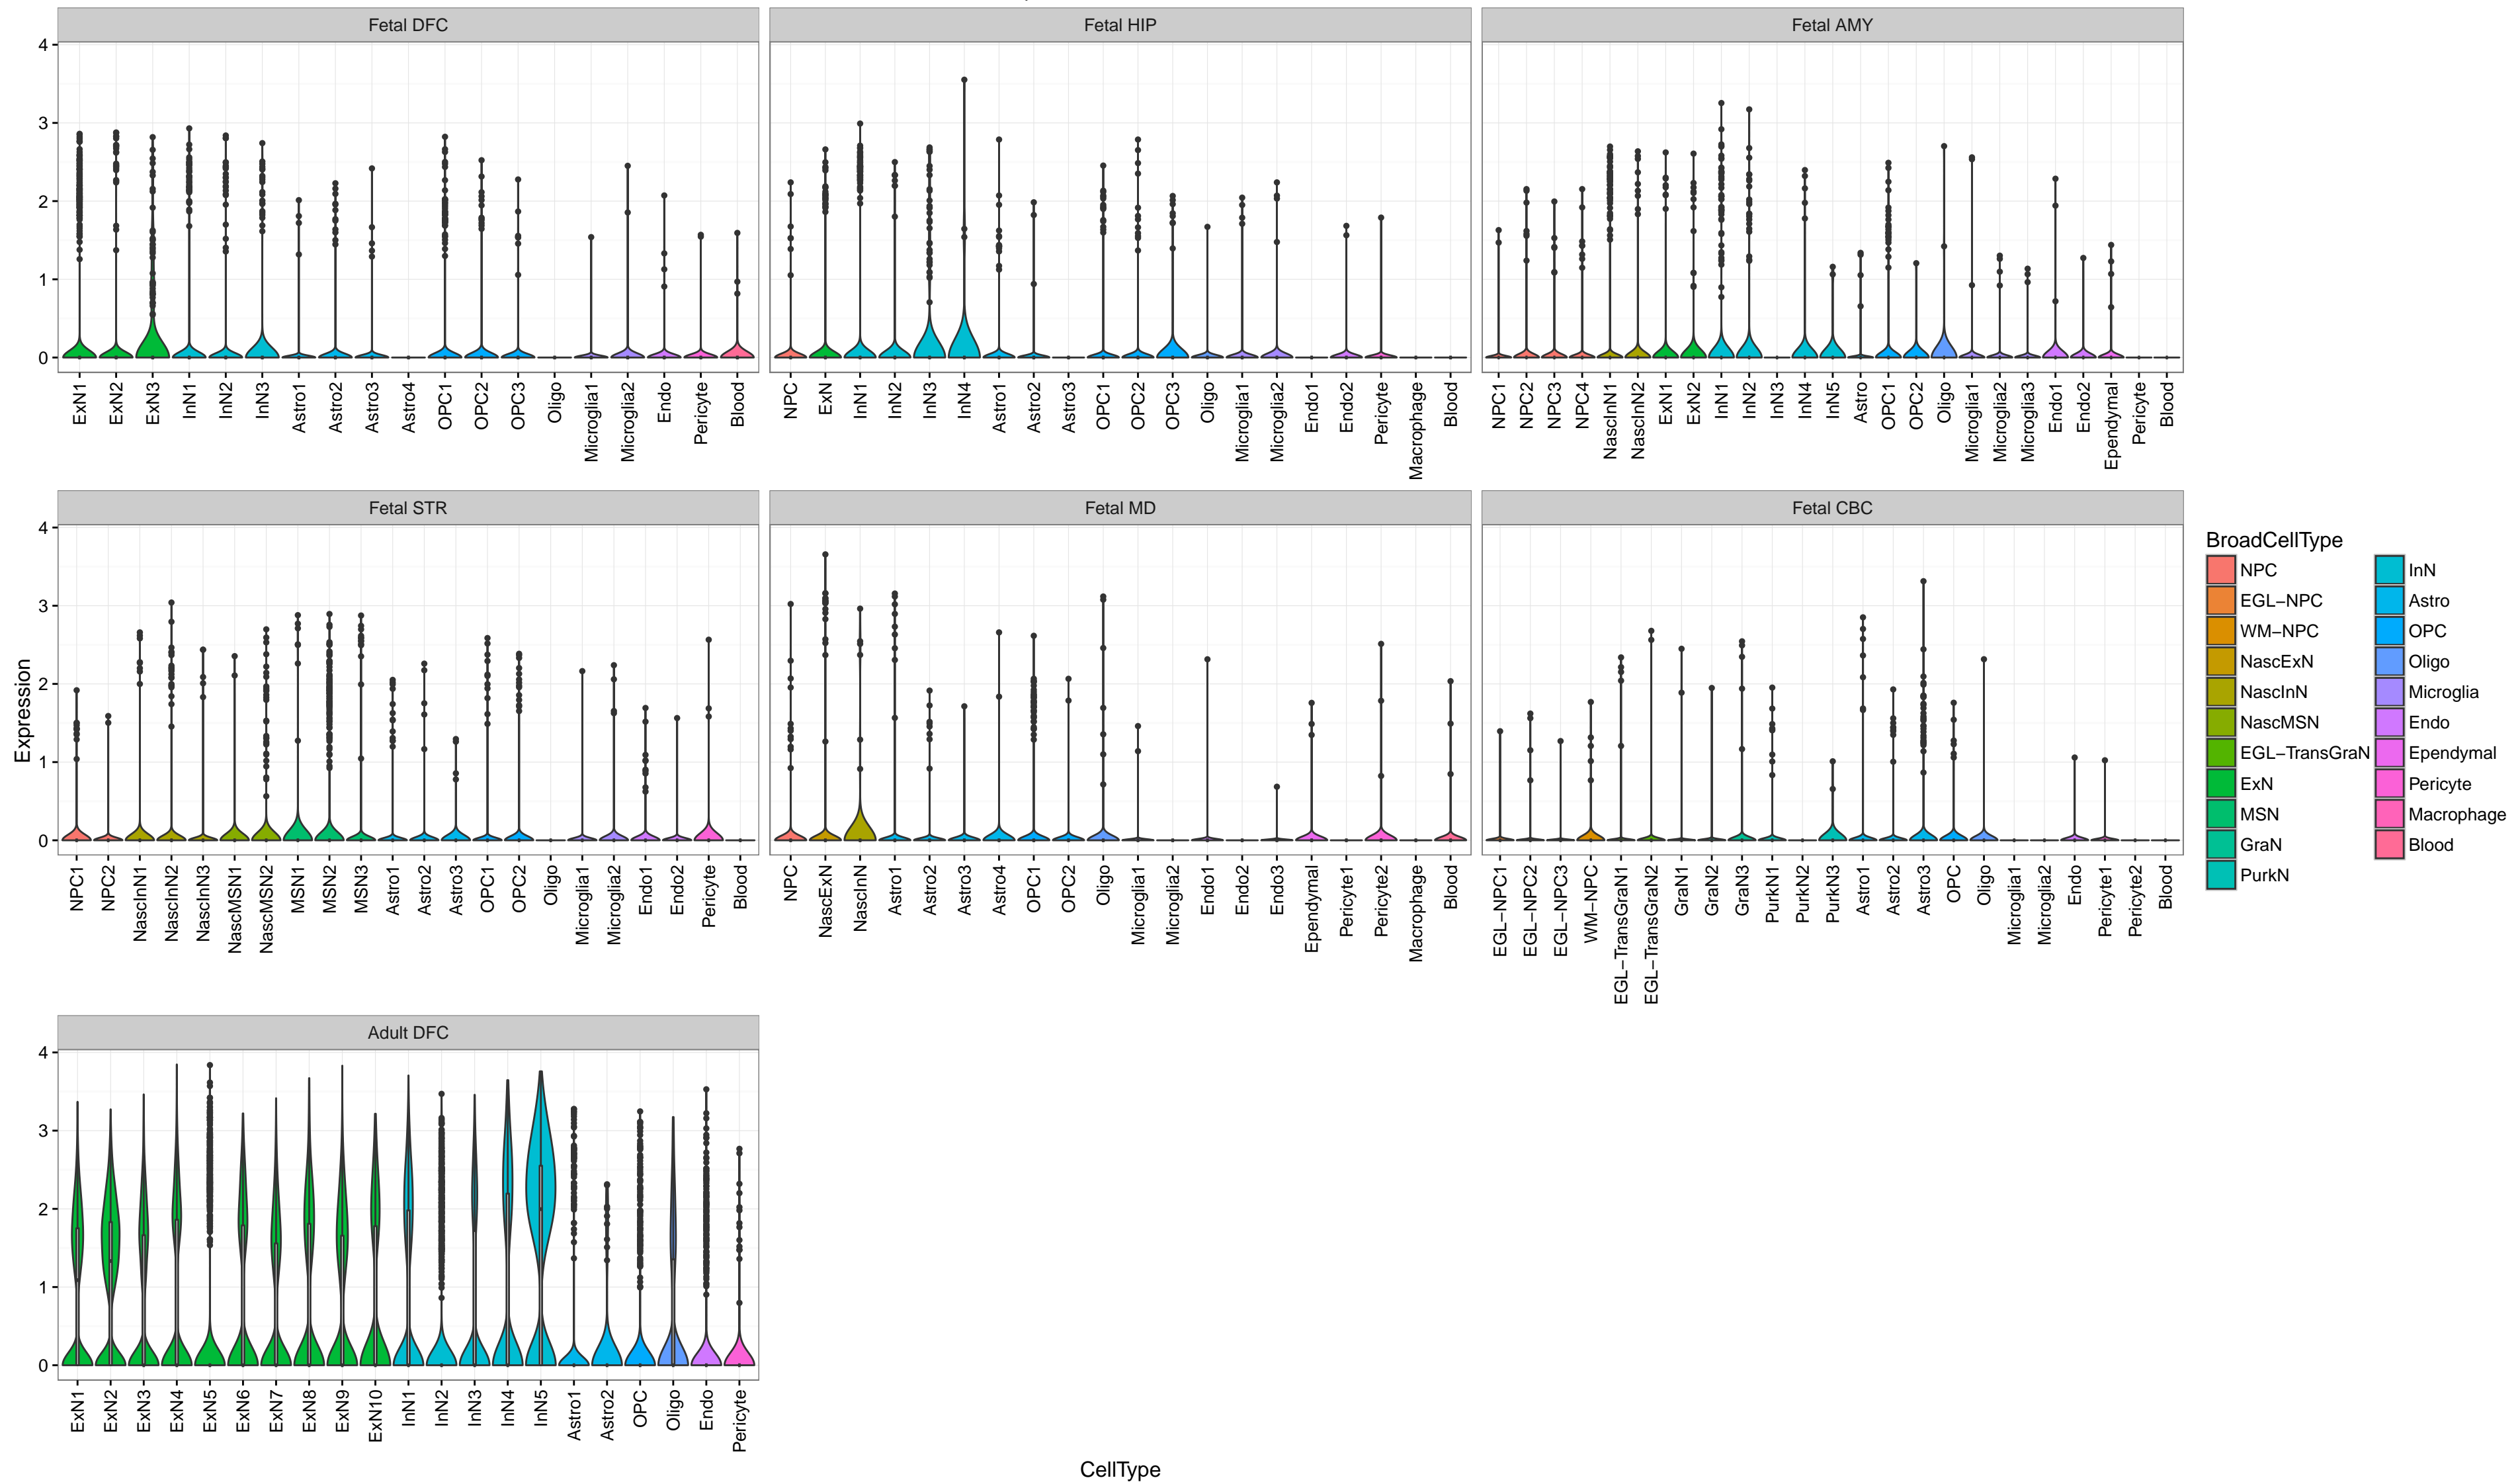 Fetal DFC Fetal HIP Fetal AMY
4
3
2
1
0
ExN1 ExN2 ExN3 InN1 InN2 InN3 Astro1 Astro2 Astro3 Astro4 OPC1 OPC2 OPC3 Oligo Microglia1 Microglia2 Endo Pericyte Blood
NPC ExN InN1 InN2 InN3 InN4 Astro1 Astro2 Astro3 OPC1 OPC2 OPC3 Oligo Microglia1 Microglia2 Endo1 Endo2 Pericyte Macrophage Blood
NPC1 NPC2 NPC3 NPC4 NascInN1 NascInN2 ExN1 ExN2 InN1 InN2 InN3 InN4 InN5 Astro OPC1 OPC2 Oligo Microglia1 Microglia2 Microglia3 Endo1 Endo2 Ependymal Pericyte Blood
Fetal STR Fetal MD Fetal CBC
4
3
2
1
0
Expression
NPC1 NPC2 NascInN1 NascInN2 NascInN3 NascMSN1 NascMSN2 MSN1 MSN2 MSN3 Astro1 Astro2 Astro3 OPC1 OPC2 Oligo Microglia1 Microglia2 Endo1 Endo2 Pericyte Blood
NPC NascExN NascInN Astro1 Astro2 Astro3 Astro4 OPC1 OPC2 Oligo Microglia1 Microglia2 Endo1 Endo2 Endo3 Ependymal Pericyte1 Pericyte2 Macrophage Blood
EGL−NPC1 EGL−NPC2 EGL−NPC3 WM−NPC EGL−TransGraN1 EGL−TransGraN2 GraN1 GraN2 GraN3 PurkN1 PurkN2 PurkN3 Astro1 Astro2 Astro3 OPC Oligo Microglia1 Microglia2 Endo Pericyte1 Pericyte2 Blood
BroadCellType
NPC InN
EGL−NPC Astro
WM−NPC OPC
NascExN Oligo
NascInN Microglia
NascMSN Endo
EGL−TransGraN Ependymal
ExN Pericyte
MSN Macrophage
GraN Blood
PurkN
Adult DFC
4
3
2
1
0
ExN1 ExN2 ExN3 ExN4 ExN5 ExN6 ExN7 ExN8 ExN9 ExN10 InN1 InN2 InN3 InN4 InN5 Astro1 Astro2 OPC Oligo Endo Pericyte
CellType